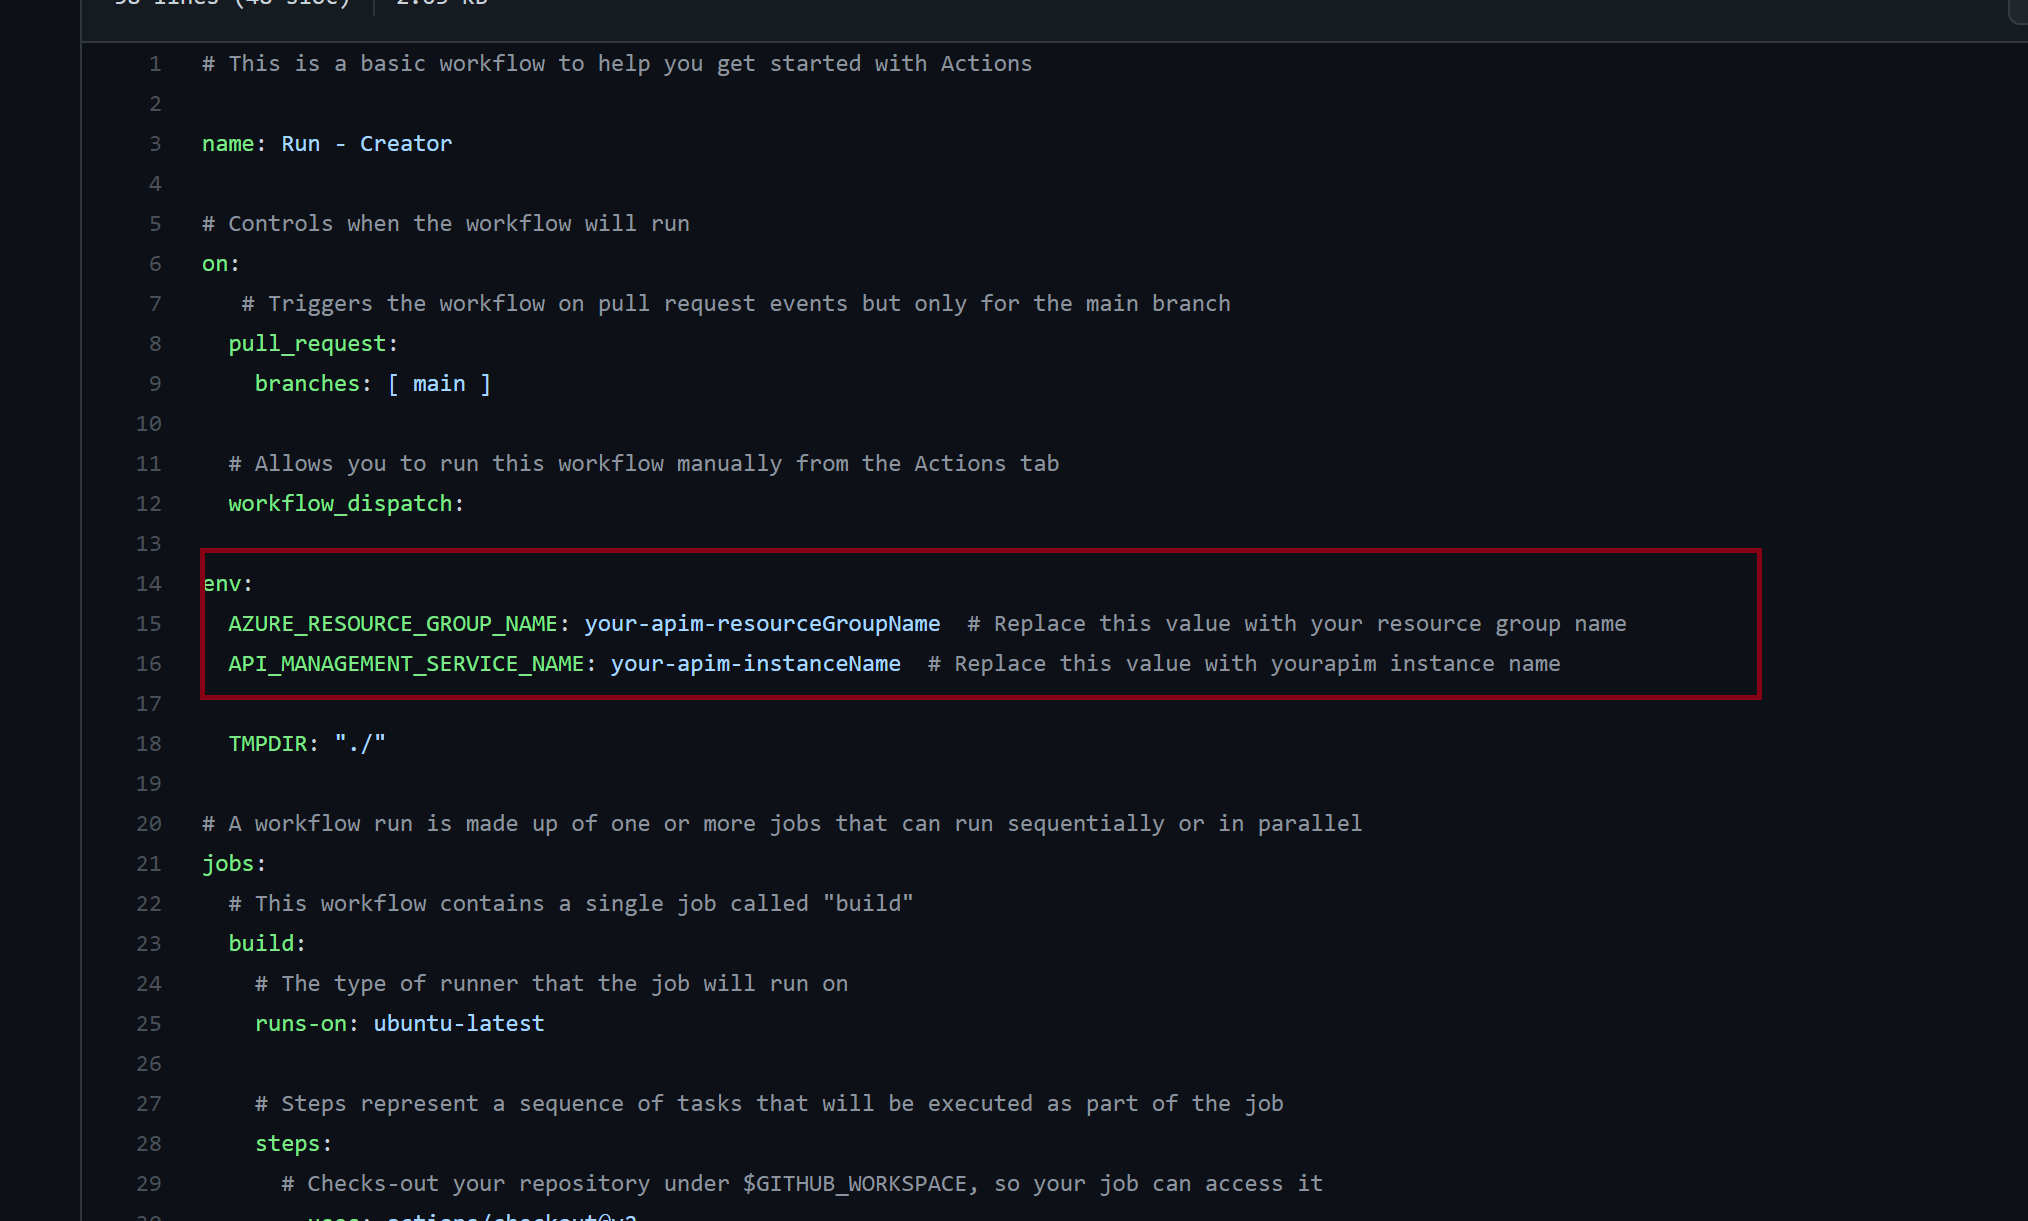 # This is a basic workflow to help you get started with Actions
1
2
name: Run - Creator
3
4
# Controls when the workflow will run
5
on:
6
# Triggers the workflow on pull request events but only for the main branch
7
pull_request:
8
branches: [ main ]
9
10
# Allows you to run this workflow manually from the Actions tab
11
workflow_dispatch:
12
13
env:
14
AZURE_RESOURCE_GROUP_NAME: your-apim-resourceGroupName  # Replace this value with your resource group name
15
API_MANAGEMENT_SERVICE_NAME: your-apim-instanceName  # Replace this value with yourapim instance name
16
17
TMPDIR: "./"
18
19
# A workflow run is made up of one or more jobs that can run sequentially or in parallel
20
jobs:
21
# This workflow contains a single job called "build"
22
build:
23
# The type of runner that the job will run on
24
runs-on: ubuntu-latest
25
26
# Steps represent a sequence of tasks that will be executed as part of the job
27
steps:
28
# Checks-out your repository under $GITHUB_WORKSPACE, so your job can access it
29